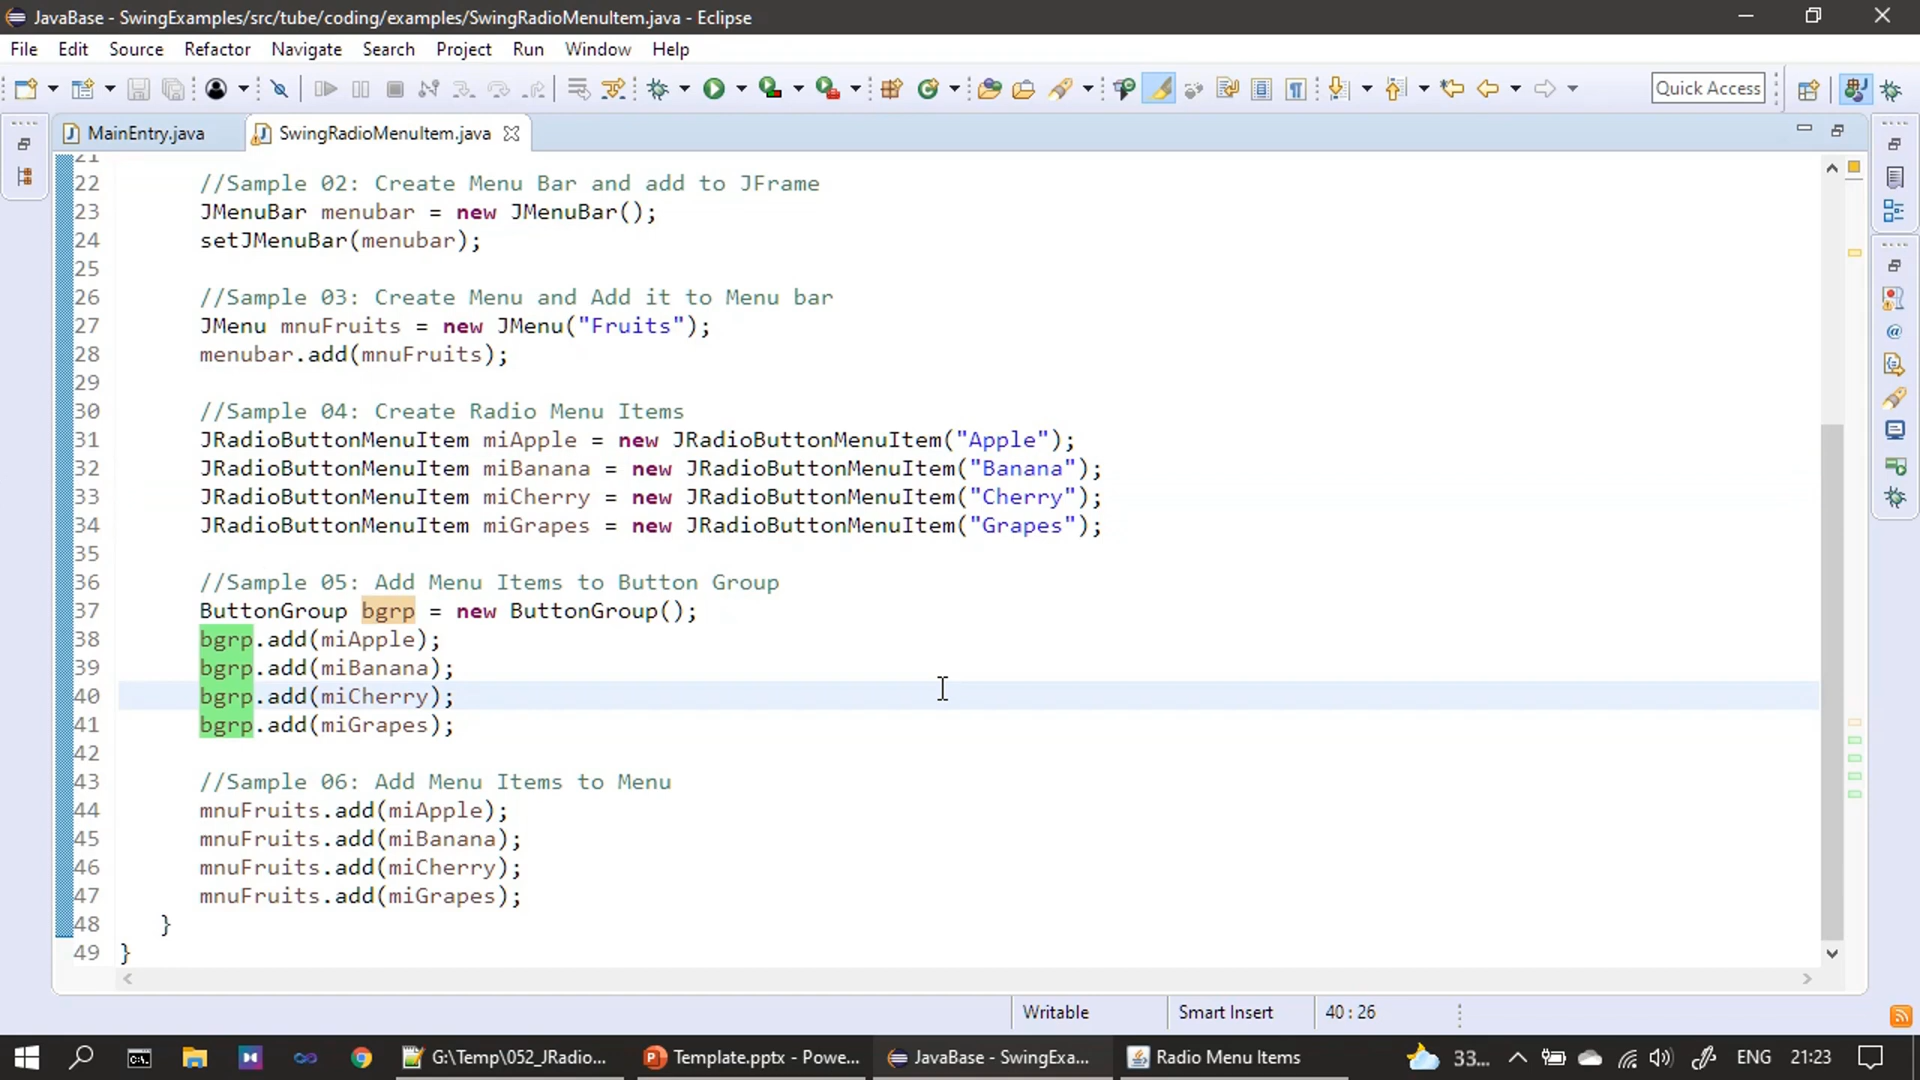 JavaBase - SwingExamples/src/tube/coding/examples/SwingRadioMenuItem.java - Eclipse
File Edit Source Refactor Navigate Search Project Run Window Help
Quick Access
MainEntry.java SwingRadioMenuItem.java
21
22 //Sample 02: Create Menu Bar and add to JFrame
23 JMenuBar menubar = new JMenuBar();
24 setJMenuBar(menubar);
25
26 //Sample 03: Create Menu and Add it to Menu bar
27 JMenu mnuFruits = new JMenu("Fruits");
28 menubar.add(mnuFruits);
29
30 //Sample 04: Create Radio Menu Items
31 JRadioButtonMenuItem miApple = new JRadioButtonMenuItem("Apple");
32 JRadioButtonMenuItem miBanana = new JRadioButtonMenuItem("Banana");
33 JRadioButtonMenuItem miCherry = new JRadioButtonMenuItem("Cherry");
34 JRadioButtonMenuItem miGrapes = new JRadioButtonMenuItem("Grapes");
35
36 //Sample 05: Add Menu Items to Button Group
37 ButtonGroup bgrp = new ButtonGroup();
38 bgrp.add(miApple);
39 bgrp.add(miBanana);
40 bgrp.add(miCherry);
41 bgrp.add(miGrapes);
42
43 //Sample 06: Add Menu Items to Menu
44 mnuFruits.add(miApple);
45 mnuFruits.add(miBanana);
46 mnuFruits.add(miCherry);
47 mnuFruits.add(miGrapes);
48 }
49 }
Writable Smart Insert 40 : 26
G:\Temp\052_JRadio... Template.pptx - Powe... JavaBase - SwingExa... Radio Menu Items 33... ENG 21:23